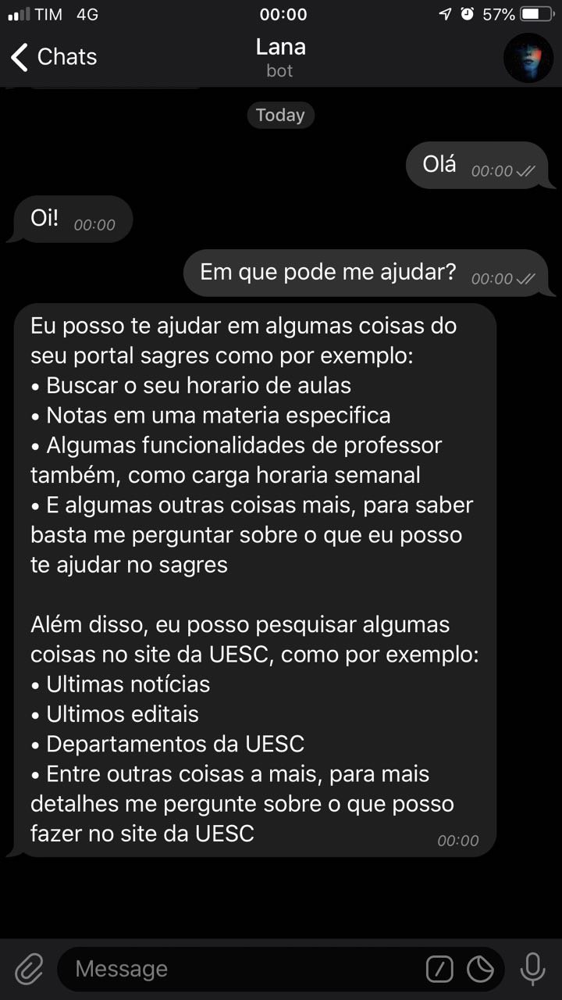 TIM 4G 00:00 57%
Chats
Lana
bot
Today
Olá 00:00
Oi! 00:00
Em que pode me ajudar? 00:00
Eu posso te ajudar em algumas coisas do
seu portal sagres como por exemplo:
• Buscar o seu horario de aulas
• Notas em uma materia especifica
• Algumas funcionalidades de professor
também, como carga horaria semanal
• E algumas outras coisas mais, para saber
basta me perguntar sobre o que eu posso
te ajudar no sagres
Além disso, eu posso pesquisar algumas
coisas no site da UESC, como por exemplo:
• Ultimas notícias
• Ultimos editais
• Departamentos da UESC
• Entre outras coisas a mais, para mais
detalhes me pergunte sobre o que posso
fazer no site da UESC 00:00
Message